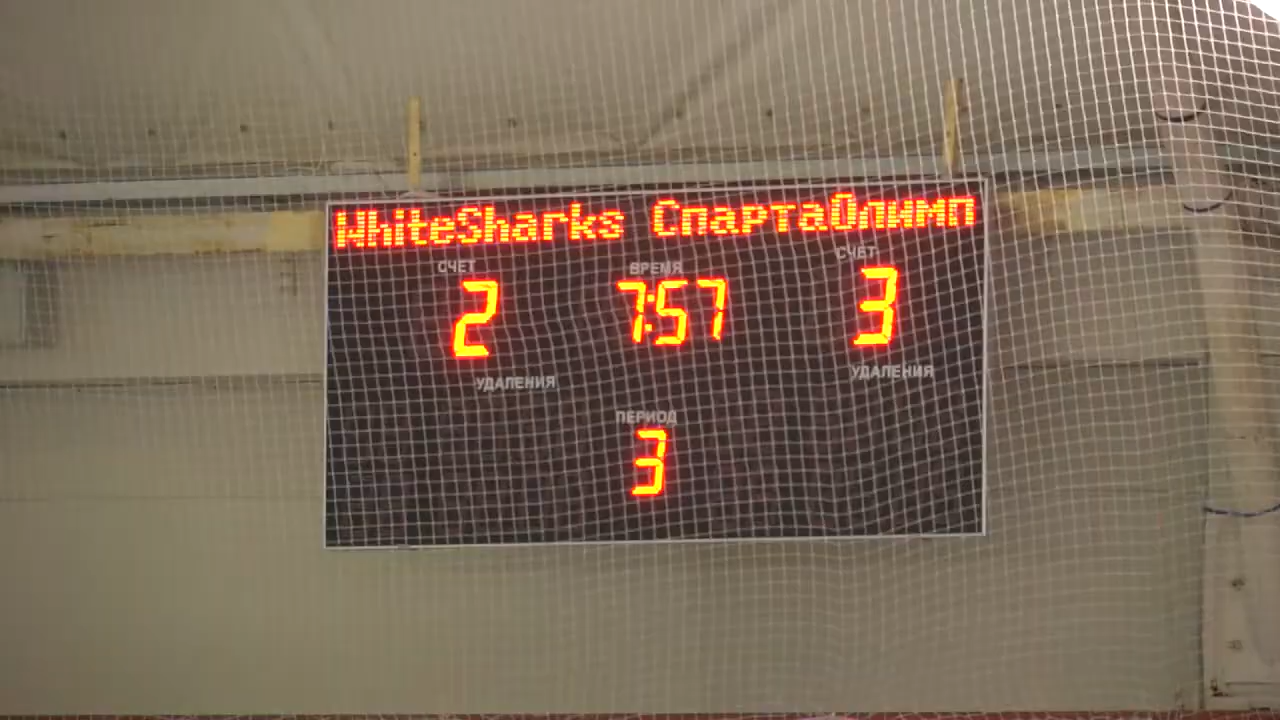 WhiteSharks СпартаОлимп
СЧЕТ ВРЕМЯ СЧЕТ
2 7:57 3
УДАЛЕНИЯ УДАЛЕНИЯ
ПЕРИОД
3